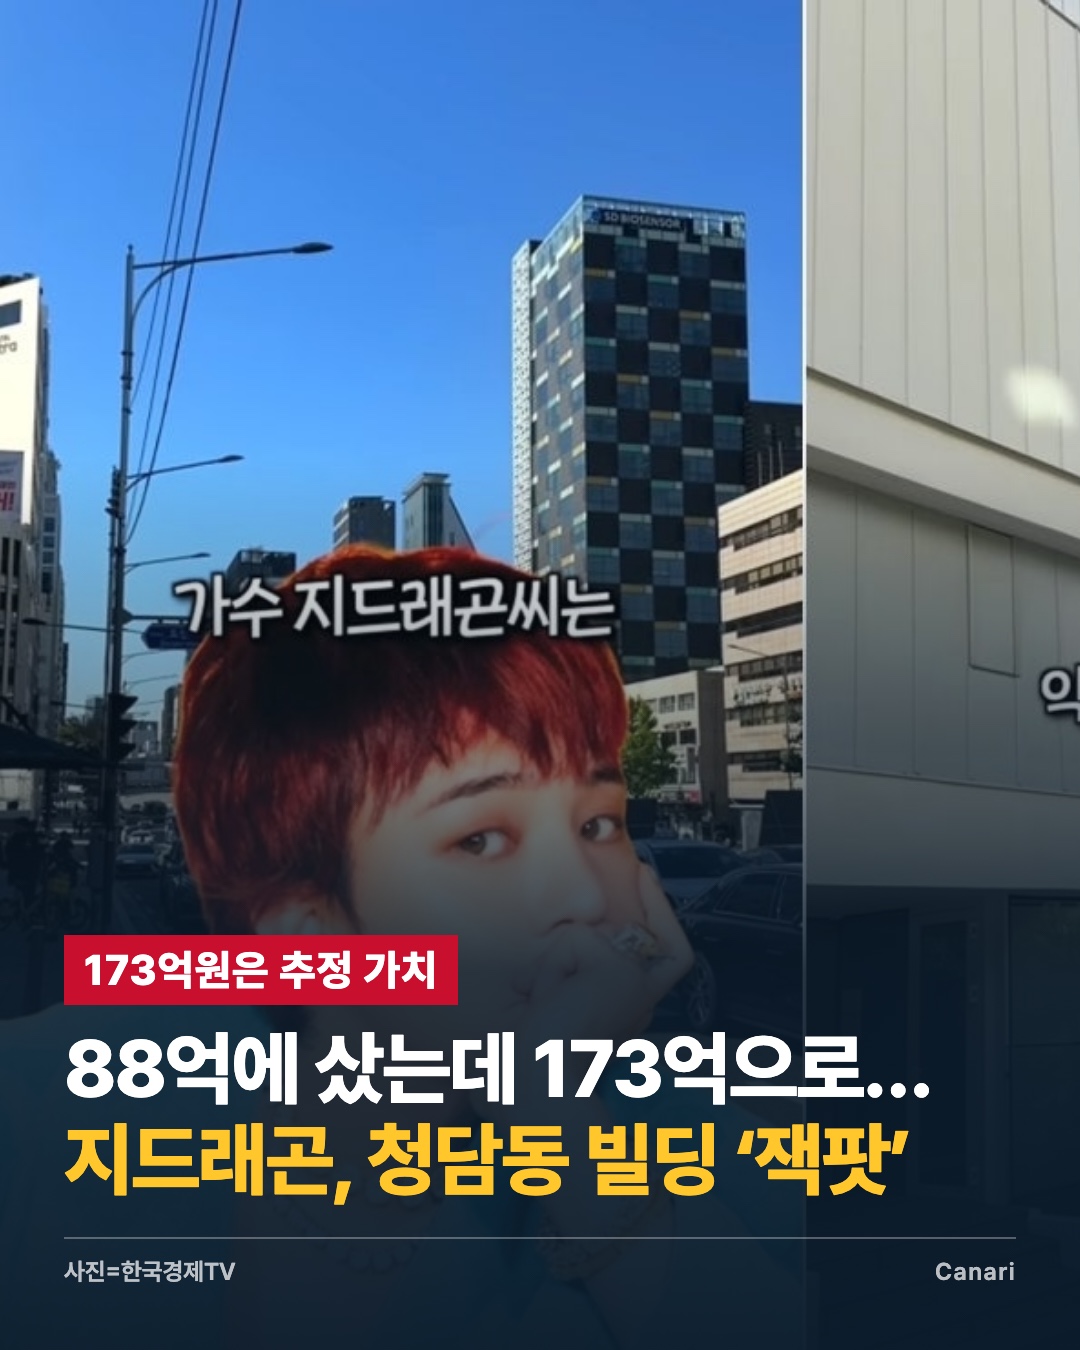 SD BIOSENSOR
가수 지드래곤씨는
173억원은 추정 가치
88억에 샀는데 173억으로...
지드래곤, 청담동 빌딩 ‘잭팟’
사진=한국경제TV
Canari